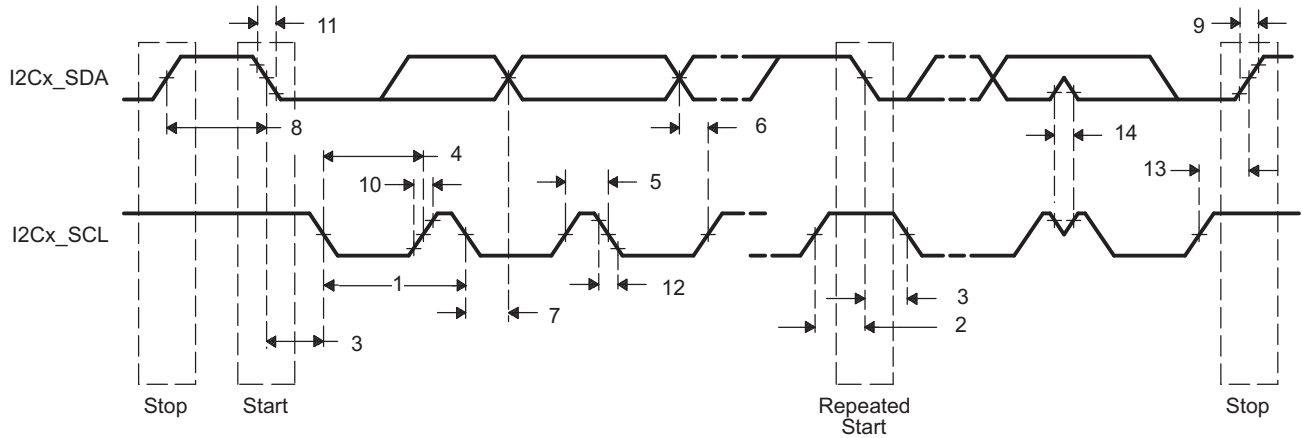 11
9
I2Cx_SDA
8
6
14
4
10
5
13
I2Cx_SCL
1
12
7
3
2
3
Stop
Start
Repeated
Start
Stop